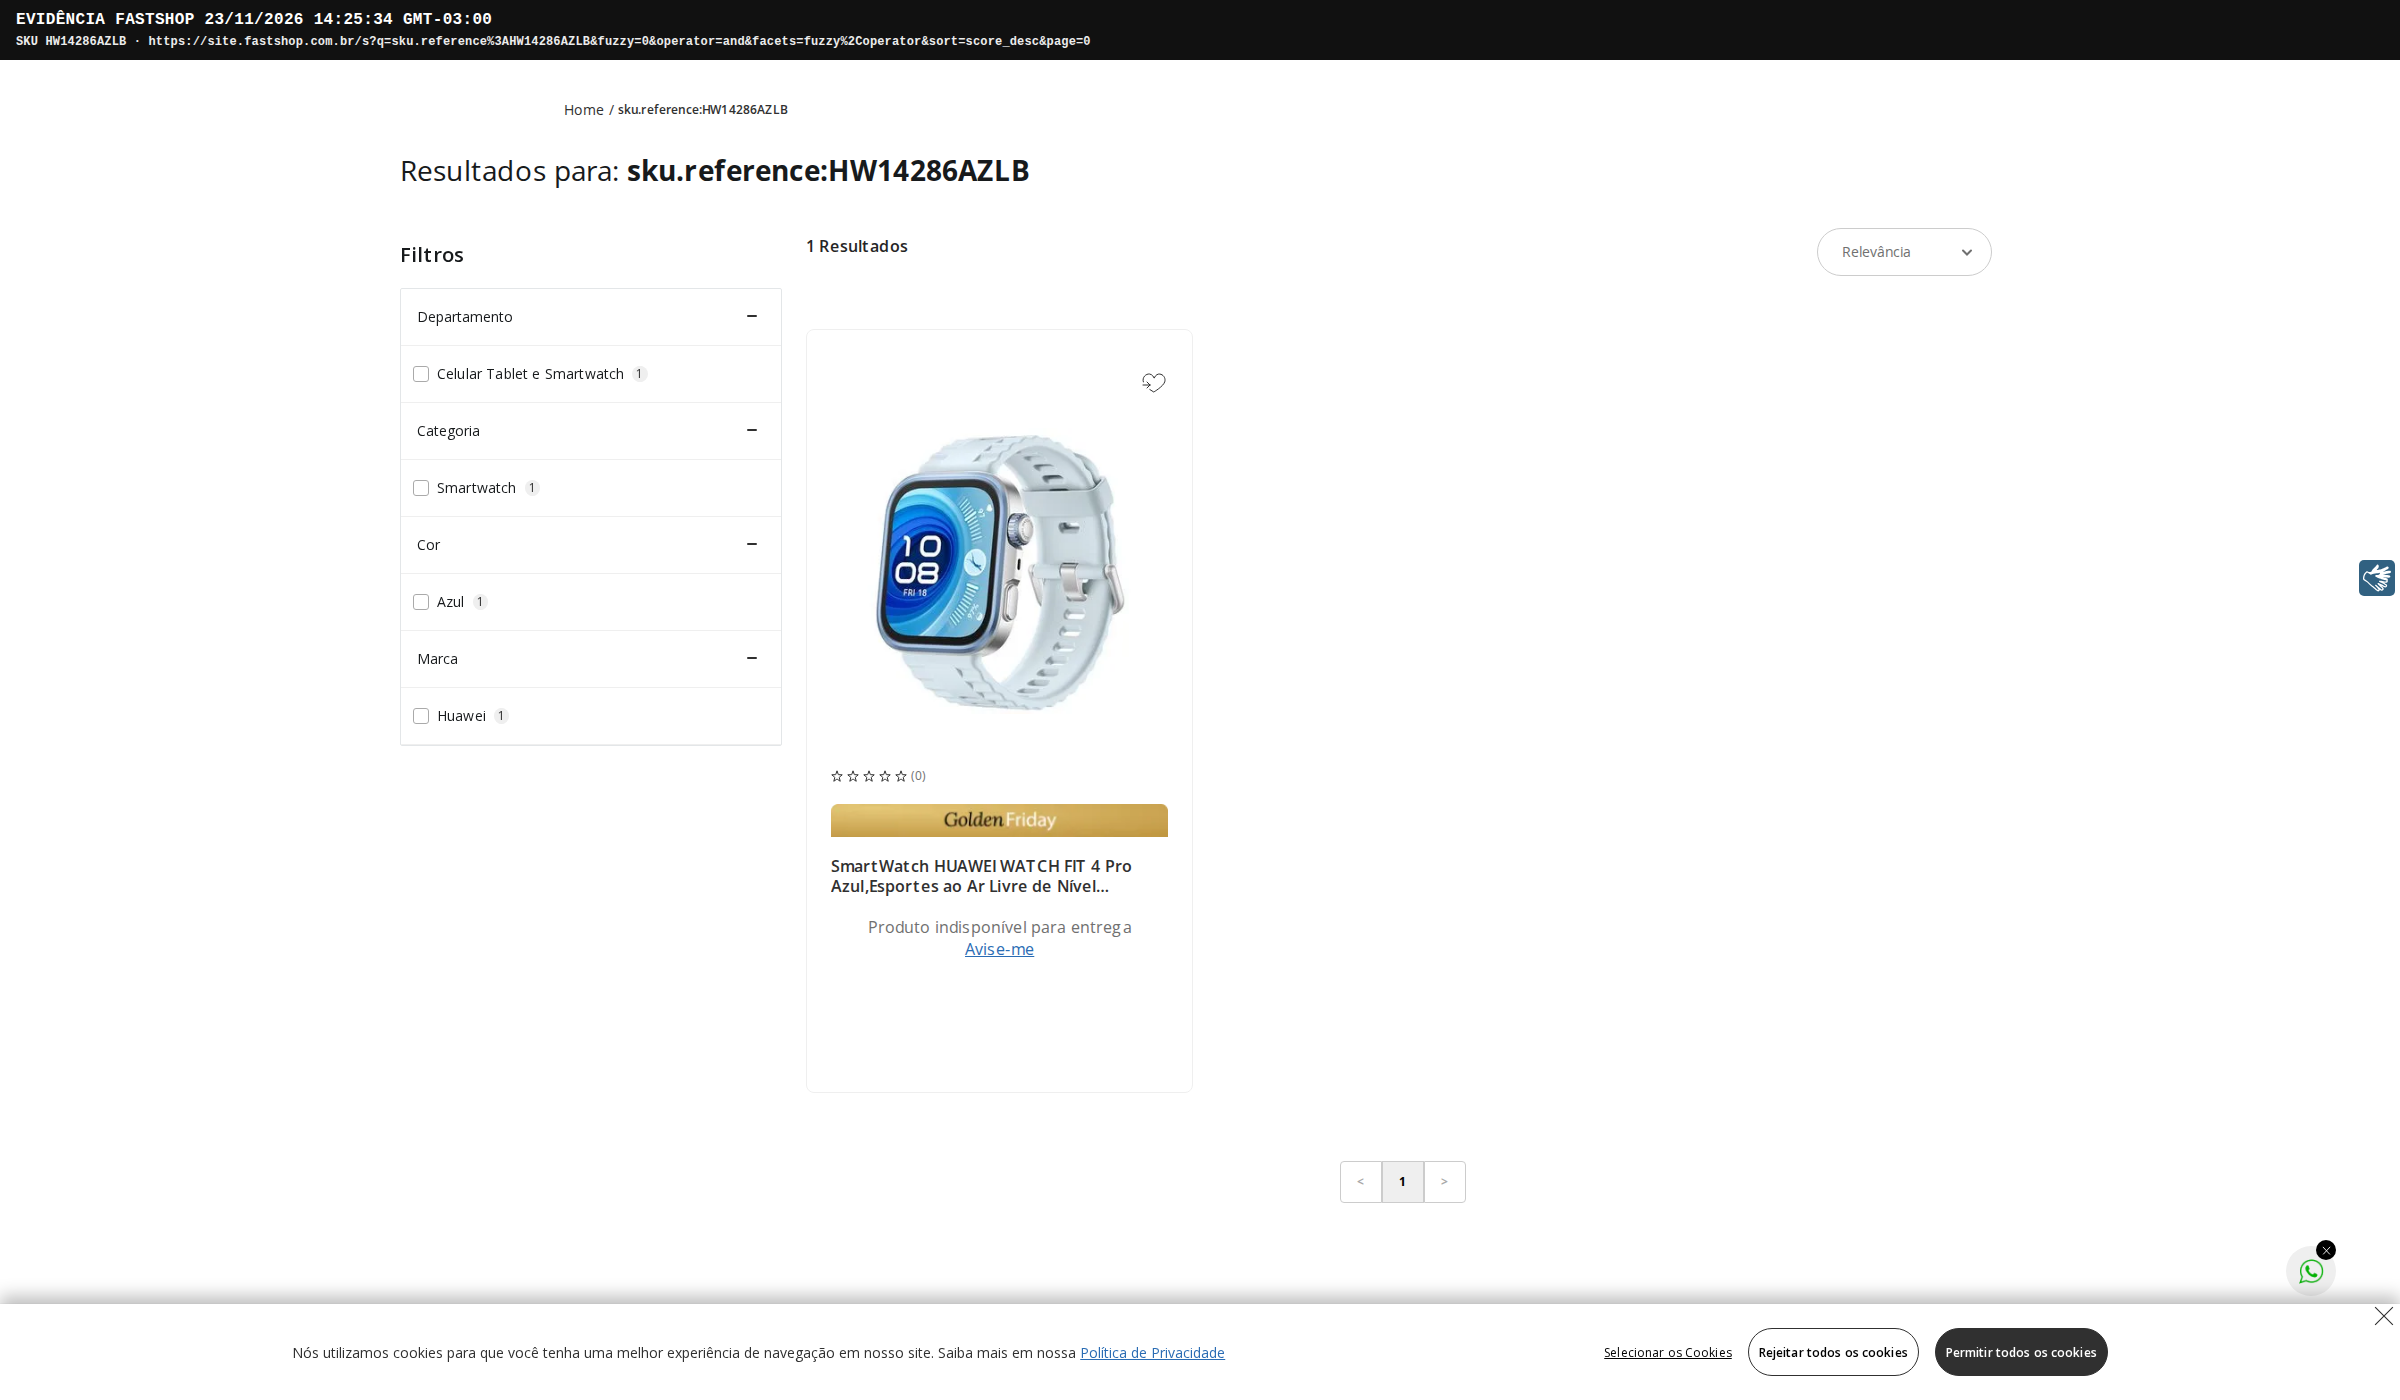 EVIDÊNCIA FASTSHOP 23/11/2026 14:25:34 GMT-03:00
SKU HW14286AZLB · https://site.fastshop.com.br/s?q=sku.reference%3AHW14286AZLB&fuzzy=0&operator=and&facets=fuzzy%2Coperator&sort=score_desc&page=0
Home / sku.reference:HW14286AZLB
Resultados para: sku.reference:HW14286AZLB
Filtros
1 Resultados
Relevância
Departamento
Celular Tablet e Smartwatch 1
Categoria
Smartwatch 1
Cor
Azul 1
Marca
Huawei 1
10
08
FRI 18
(0)
Golden Friday
SmartWatch HUAWEI WATCH FIT 4 Pro
Azul,Esportes ao Ar Livre de Nível...
Produto indisponível para entrega
Avise-me
< 1 >
Nós utilizamos cookies para que você tenha uma melhor experiência de navegação em nosso site. Saiba mais em nossa Política de Privacidade
Selecionar os Cookies
Rejeitar todos os cookies
Permitir todos os cookies